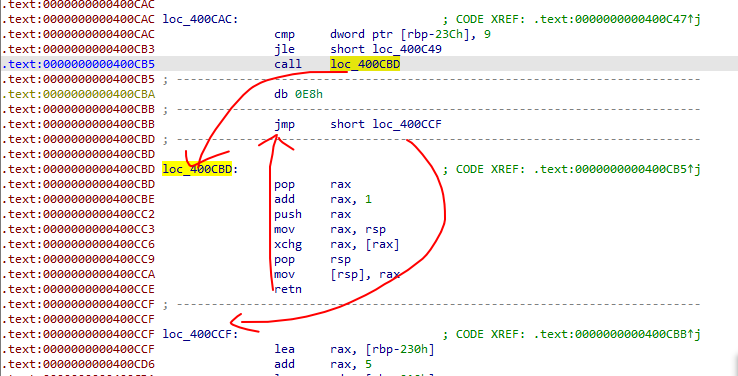 .text:0000000000400CAC
.text:0000000000400CAC loc_400CAC: ; CODE XREF: .text:0000000000400C47↑j
.text:0000000000400CAC cmp dword ptr [rbp-23Ch], 9
.text:0000000000400CB3 jle short loc_400C49
.text:0000000000400CB5 call loc_400CBD
.text:0000000000400CB5 ; ---------------------------------------------------------------------------
.text:0000000000400CBA db 0E8h
.text:0000000000400CBB ; ---------------------------------------------------------------------------
.text:0000000000400CBB jmp short loc_400CCF
.text:0000000000400CBD ; ---------------------------------------------------------------------------
.text:0000000000400CBD
.text:0000000000400CBD loc_400CBD: ; CODE XREF: .text:0000000000400CB5↑j
.text:0000000000400CBD pop rax
.text:0000000000400CBE add rax, 1
.text:0000000000400CC2 push rax
.text:0000000000400CC3 mov rax, rsp
.text:0000000000400CC6 xchg rax, [rax]
.text:0000000000400CC9 pop rsp
.text:0000000000400CCA mov [rsp], rax
.text:0000000000400CCE retn
.text:0000000000400CCF ; ---------------------------------------------------------------------------
.text:0000000000400CCF
.text:0000000000400CCF loc_400CCF: ; CODE XREF: .text:0000000000400CBB↑j
.text:0000000000400CCF lea rax, [rbp-230h]
.text:0000000000400CD6 add rax, 5